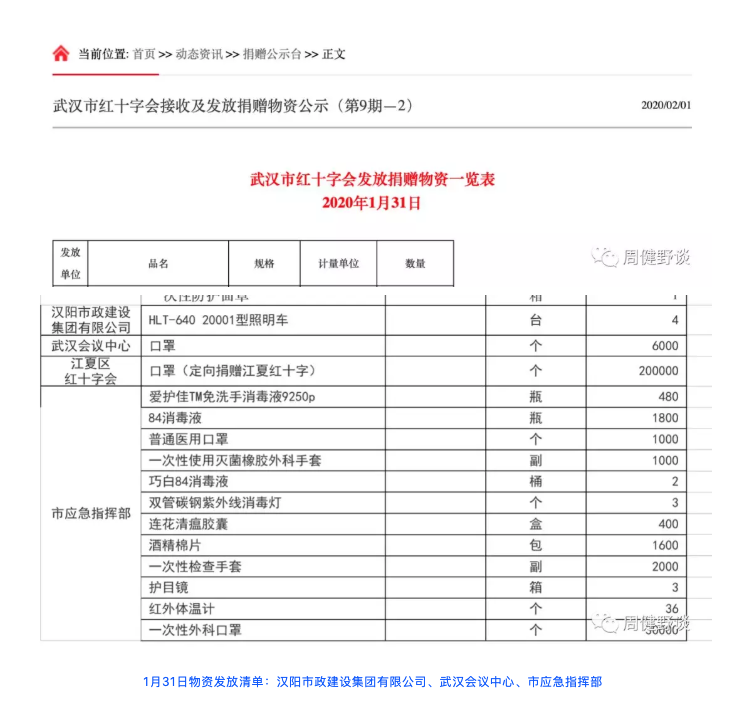 当前位置: 首页 >> 动态资讯 >> 捐赠公示台 >> 正文
武汉市红十字会接收及发放捐赠物资公示（第9期—2） 2020/02/01
武汉市红十字会发放捐赠物资一览表
2020年1月31日
发放单位 品名 规格 计量单位 数量
周健野谈
汉阳市政建设集团有限公司 HLT-640 20001型照明车 台 4
武汉会议中心 口罩 个 6000
江夏区红十字会 口罩（定向捐赠江夏红十字） 个 200000
市应急指挥部
爱护佳TM免洗手消毒液9250p 瓶 480
84消毒液 瓶 1800
普通医用口罩 个 1000
一次性使用灭菌橡胶外科手套 副 1000
巧白84消毒液 桶 2
双管碳钢紫外线消毒灯 个 3
连花清瘟胶囊 盒 400
酒精棉片 包 1600
一次性检查手套 副 2000
护目镜 箱 3
红外体温计 个 36
一次性外科口罩 个
周健野谈
1月31日物资发放清单：汉阳市政建设集团有限公司、武汉会议中心、市应急指挥部